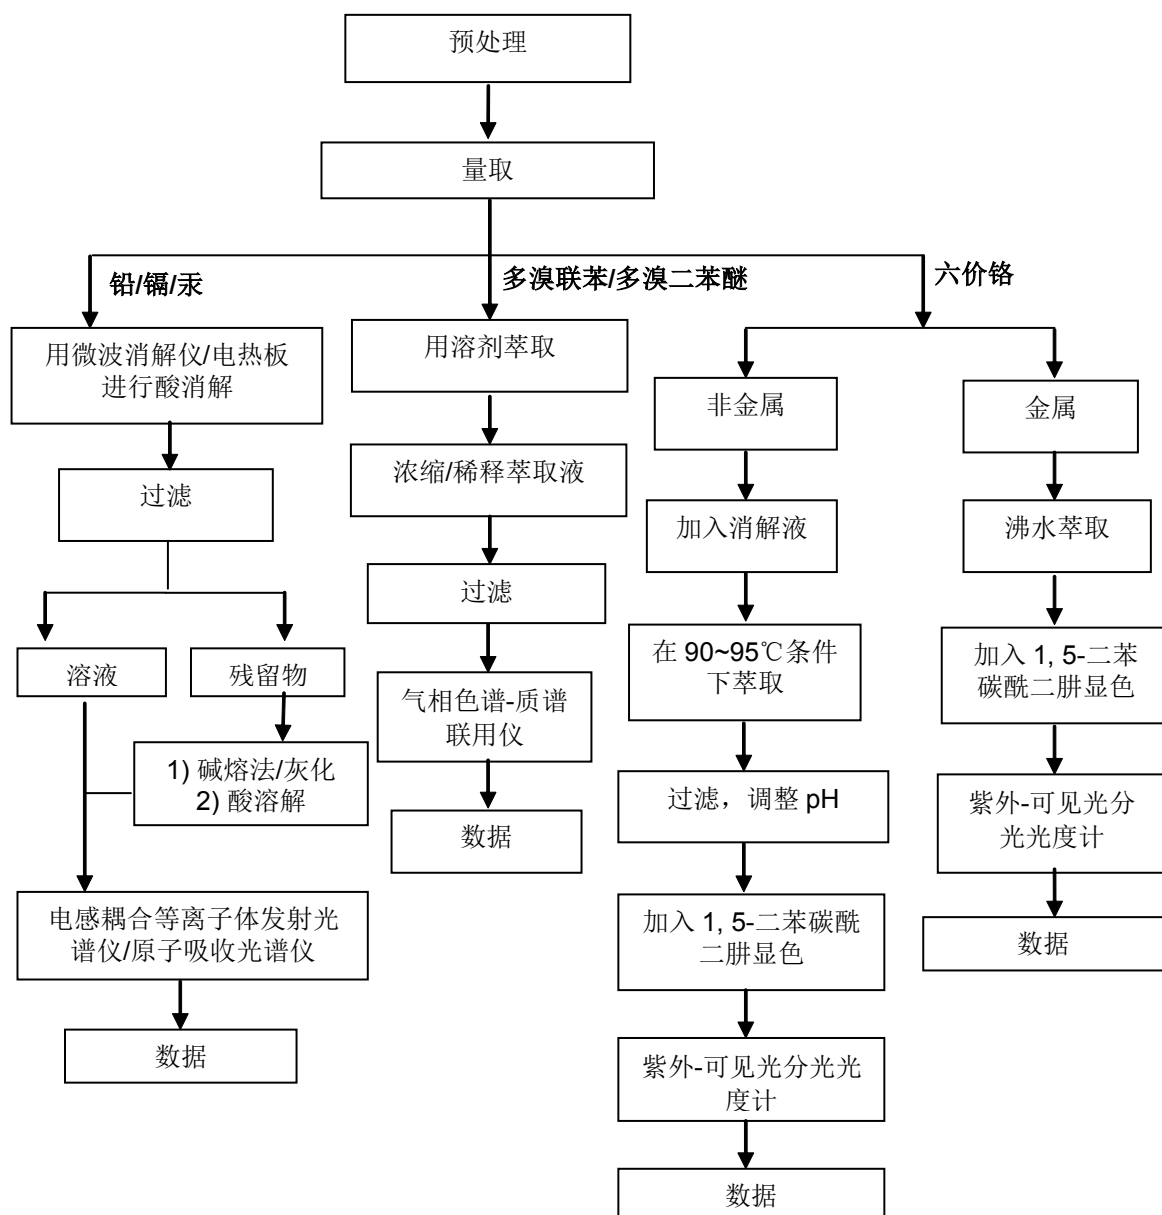 预处理
量取
铅/镉/汞
用微波消解仪/电热板
进行酸消解
过滤
溶液
残留物
1) 碱熔法/灰化
2) 酸溶解
电感耦合等离子体发射光
谱仪/原子吸收光谱仪
数据
多溴联苯/多溴二苯醚
用溶剂萃取
浓缩/稀释萃取液
过滤
气相色谱-质谱
联用仪
数据
六价铬
非金属
加入消解液
在 90~95℃条件
下萃取
过滤，调整 pH
加入 1, 5-二苯碳酰
二肼显色
紫外-可见光分光光
度计
数据
金属
沸水萃取
加入 1, 5-二苯
碳酰二肼显色
紫外-可见光分
光光度计
数据